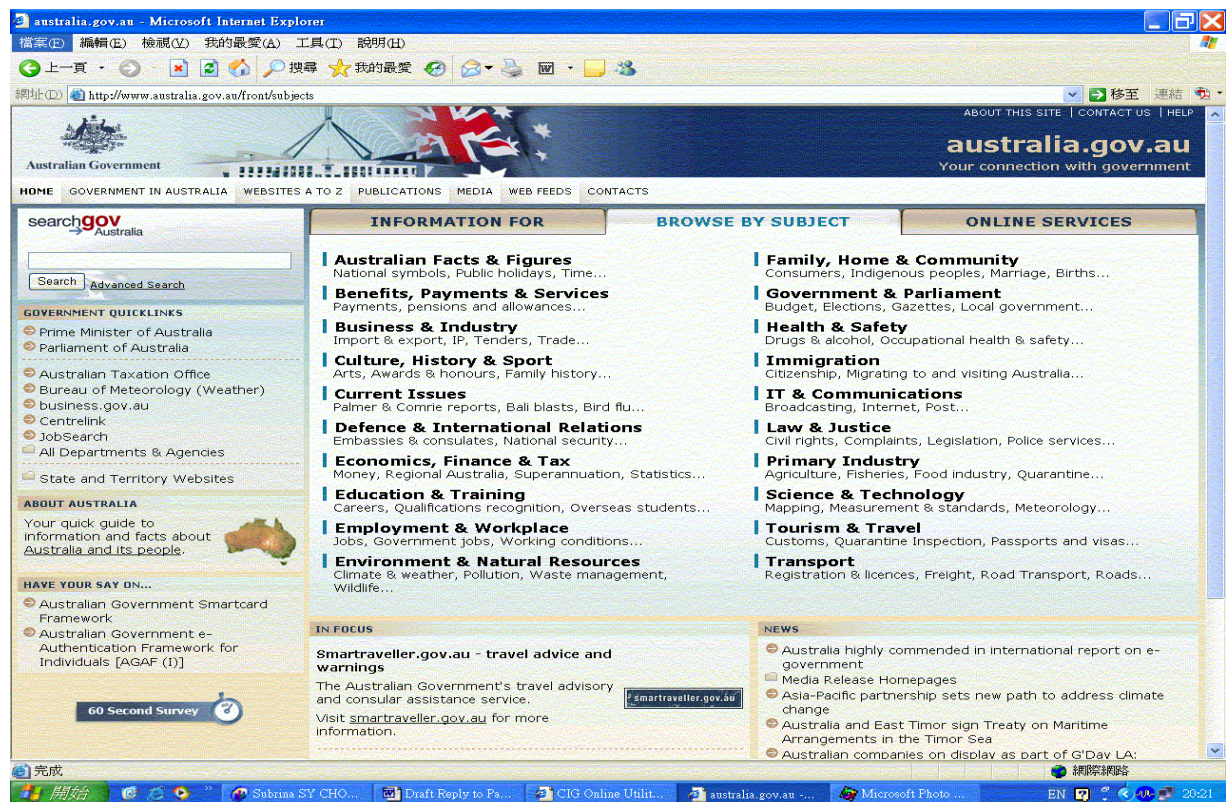 australia.gov.au - Microsoft Internet Explorer
檔案(F) 編輯(E) 檢視(V) 我的最愛(A) 工具(T) 說明(H)
上一頁 搜尋 我的最愛
網址(D) http://www.australia.gov.au/front/subjects 移至 連結
ABOUT THIS SITE | CONTACT US | HELP
Australian Government
australia.gov.au
Your connection with government
HOME GOVERNMENT IN AUSTRALIA WEBSITES A TO Z PUBLICATIONS MEDIA WEB FEEDS CONTACTS
searchgov
Australia
Search Advanced Search
GOVERNMENT QUICKLINKS
Prime Minister of Australia
Parliament of Australia
Australian Taxation Office
Bureau of Meteorology (Weather)
business.gov.au
Centrelink
JobSearch
All Departments & Agencies
State and Territory Websites
ABOUT AUSTRALIA
Your quick guide to
information and facts about
Australia and its people.
HAVE YOUR SAY ON...
Australian Government Smartcard
Framework
Australian Government e-
Authentication Framework for
Individuals [AGAF (I)]
60 Second Survey
INFORMATION FOR BROWSE BY SUBJECT ONLINE SERVICES
Australian Facts & Figures
National symbols, Public holidays, Time...
Benefits, Payments & Services
Payments, pensions and allowances...
Business & Industry
Import & export, IP, Tenders, Trade...
Culture, History & Sport
Arts, Awards & honours, Family history...
Current Issues
Palmer & Comrie reports, Bali blasts, Bird flu...
Defence & International Relations
Embassies & consulates, National security...
Economics, Finance & Tax
Money, Regional Australia, Superannuation, Statistics...
Education & Training
Careers, Qualifications recognition, Overseas students...
Employment & Workplace
Jobs, Government jobs, Working conditions...
Environment & Natural Resources
Climate & weather, Pollution, Waste management,
Wildlife...
Family, Home & Community
Consumers, Indigenous peoples, Marriage, Births...
Government & Parliament
Budget, Elections, Gazettes, Local government...
Health & Safety
Drugs & alcohol, Occupational health & safety...
Immigration
Citizenship, Migrating to and visiting Australia...
IT & Communications
Broadcasting, Internet, Post...
Law & Justice
Civil rights, Complaints, Legislation, Police services...
Primary Industry
Agriculture, Fisheries, Food industry, Quarantine...
Science & Technology
Mapping, Measurement & standards, Meteorology...
Tourism & Travel
Customs, Quarantine Inspection, Passports and visas...
Transport
Registration & licences, Freight, Road Transport, Roads...
IN FOCUS
Smartraveller.gov.au - travel advice and
warnings
The Australian Government's travel advisory
and consular assistance service.
smartraveller.gov.au
Visit smartraveller.gov.au for more
information.
NEWS
Australia highly commended in international report on e-
government
Media Release Homepages
Asia-Pacific partnership sets new path to address climate
change
Australia and East Timor sign Treaty on Maritime
Arrangements in the Timor Sea
Australian companies on display as part of G'Day LA:
完成 網際網路
開始 Subrina SY CHO... Draft Reply to Pa... CIG Online Utilit... australia.gov.au -... Microsoft Photo ... EN 20:21